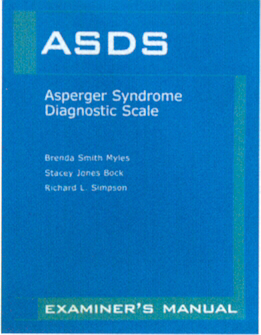 ASDS
Asperger Syndrome
Diagnostic Scale
Brenda Smith Myles
Stacey Jones Bock
Richard L. Simpson
EXAMINER'S MANUAL